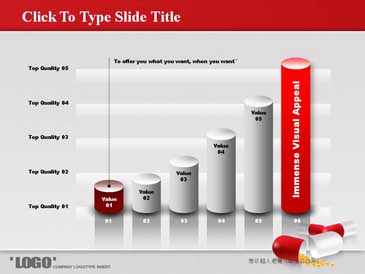 Click To Type Slide Title
To offer you what you want, when you want
Top Quality 05
Top Quality 04
Top Quality 03
Top Quality 02
Top Quality 01
Value
01
Value
02
Value
03
Value
04
Value
05
Immense Visual Appeal
01
02
03
04
05
06
"LOGO"
COMPANY LOGOTYPE INSERT